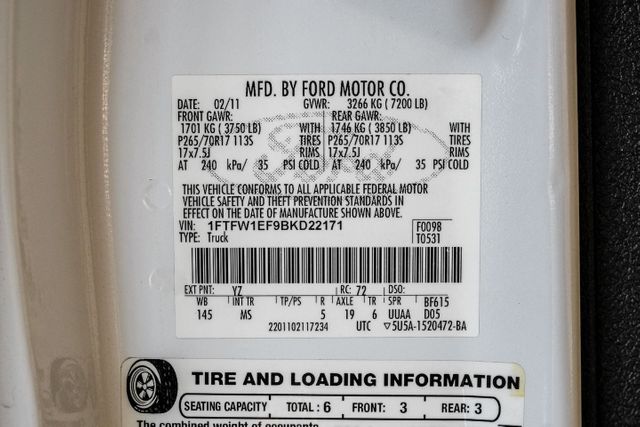 MFD. BY FORD MOTOR CO.
DATE: 02/11 GVWR: 3266 KG ( 7200 LB)
FRONT GAWR: REAR GAWR:
1701 KG ( 3750 LB) WITH 1746 KG ( 3850 LB) WITH
P265/70R17 113S TIRES P265/70R17 113S TIRES
17x7.5J RIMS 17x7.5J RIMS
AT 240 kPa/ 35 PSI COLD AT 240 kPa/ 35 PSI COLD
THIS VEHICLE CONFORMS TO ALL APPLICABLE FEDERAL MOTOR
VEHICLE SAFETY AND THEFT PREVENTION STANDARDS IN
EFFECT ON THE DATE OF MANUFACTURE SHOWN ABOVE.
VIN: 1FTFW1EF9BKD22171 F0098
TYPE: Truck T0531
EXT PNT: YZ RC: 72 DSO:
WB INT TR TP/PS R AXLE TR SPR BF615
145 MS 5 19 6 UUAA D05
2201102117234 UTC ▽5U5A-1520472-BA
TIRE AND LOADING INFORMATION
SEATING CAPACITY TOTAL : 6 FRONT: 3 REAR: 3
The combined weight of occupants